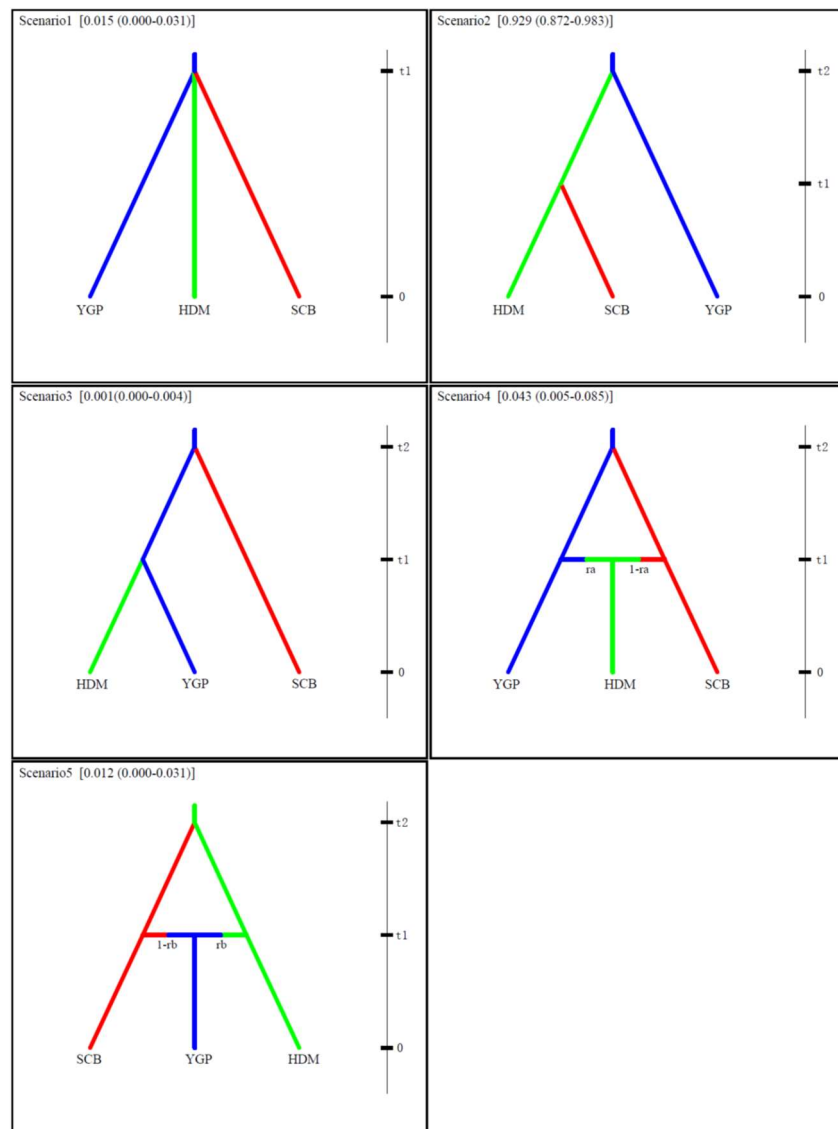 Scenario1 [0.015 (0.000-0.031)]
t1
0
YGP HDM SCB
Scenario2 [0.929 (0.872-0.983)]
t2
t1
0
HDM SCB YGP
Scenario3 [0.001(0.000-0.004)]
t2
t1
0
HDM YGP SCB
Scenario4 [0.043 (0.005-0.085)]
t2
t1
ra 1-ra
0
YGP HDM SCB
Scenario5 [0.012 (0.000-0.031)]
t2
t1
1-rb rb
0
SCB YGP HDM